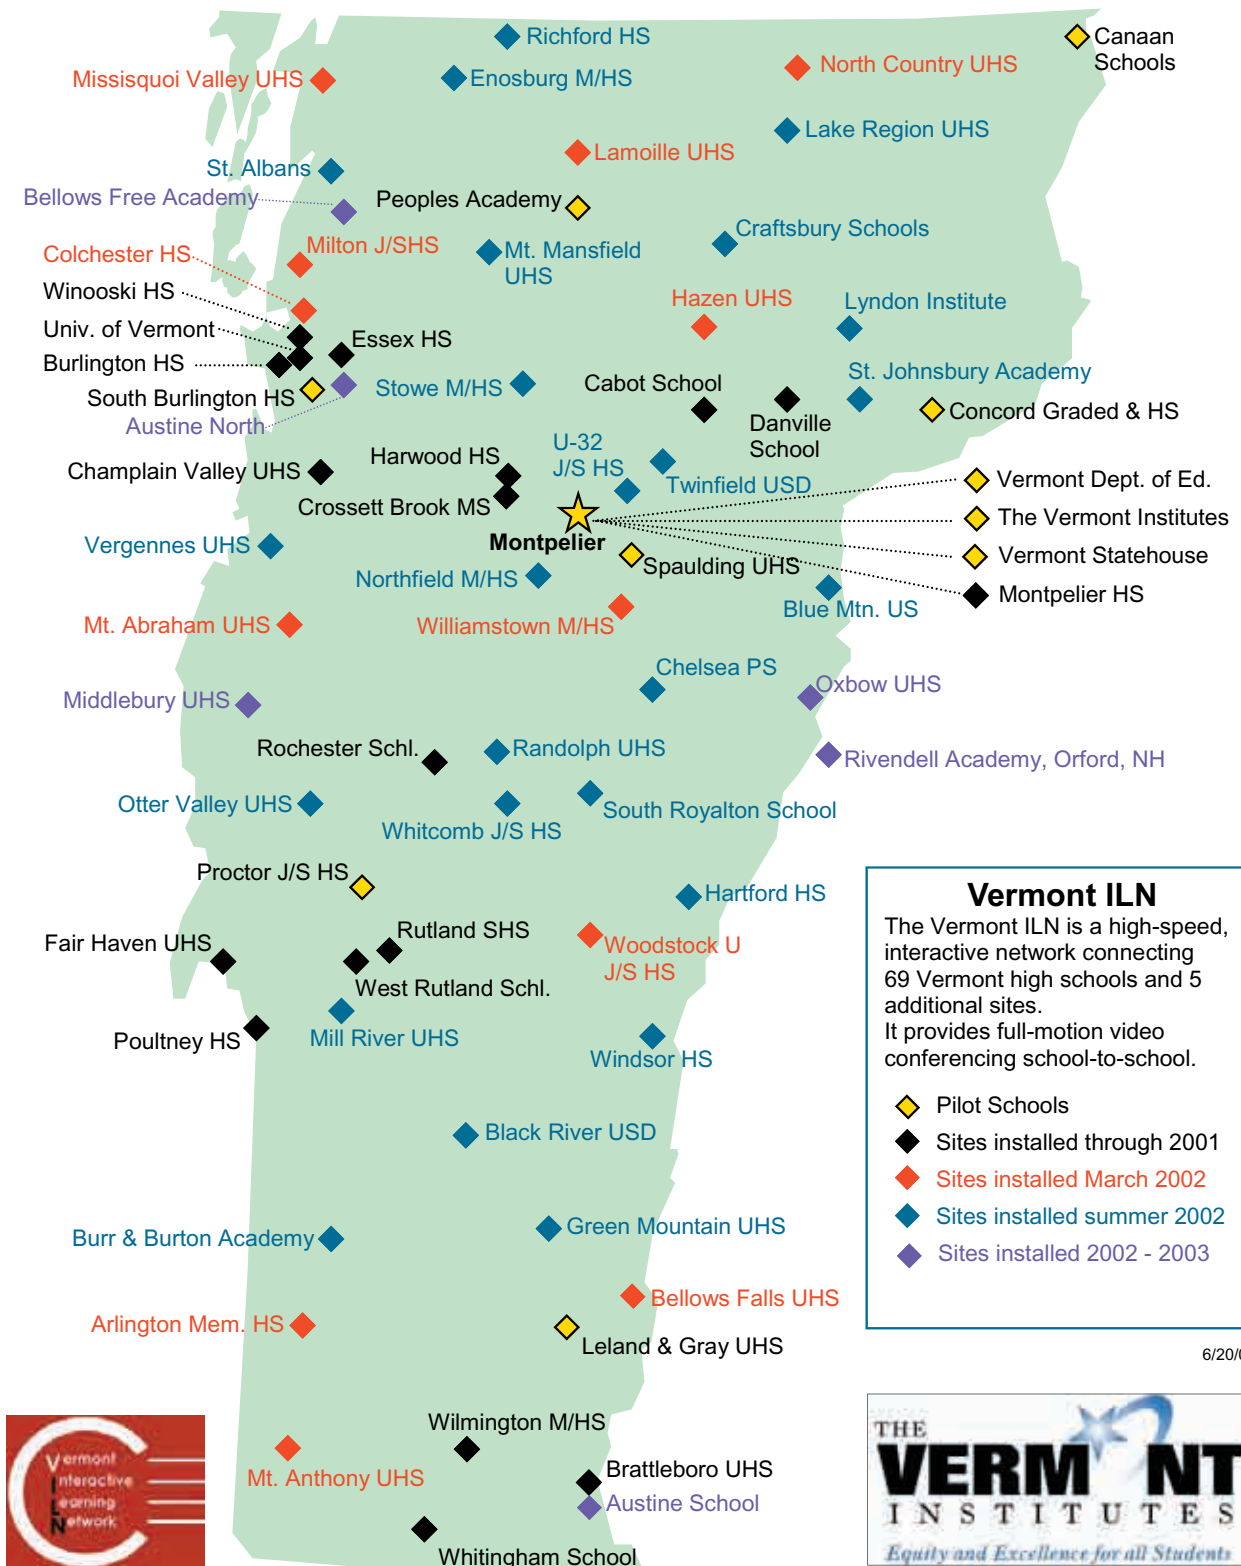 Richford HS
Canaan
Schools
Missisquoi Valley UHS
Enosburg M/HS
North Country UHS
Lake Region UHS
Lamoille UHS
St. Albans
Bellows Free Academy
Peoples Academy
Craftsbury Schools
Milton J/SHS
Colchester HS
Mt. Mansfield
UHS
Winooski HS
Hazen UHS
Lyndon Institute
Univ. of Vermont
Essex HS
Burlington HS
St. Johnsbury Academy
Stowe M/HS
Cabot School
South Burlington HS
Concord Graded & HS
Danville
School
Austine North
U-32
J/S HS
Harwood HS
Champlain Valley UHS
Twinfield USD
Vermont Dept. of Ed.
Crossett Brook MS
The Vermont Institutes
Montpelier
Vergennes UHS
Vermont Statehouse
Spaulding UHS
Northfield M/HS
Montpelier HS
Blue Mtn. US
Mt. Abraham UHS
Williamstown M/HS
Chelsea PS
Oxbow UHS
Middlebury UHS
Rochester Schl.
Randolph UHS
Rivendell Academy, Orford, NH
Otter Valley UHS
South Royalton School
Whitcomb J/S HS
Proctor J/S HS
Hartford HS
Rutland SHS
Fair Haven UHS
Woodstock U
J/S HS
West Rutland Schl.
Poultney HS
Mill River UHS
Windsor HS
Black River USD
Green Mountain UHS
Burr & Burton Academy
Bellows Falls UHS
Arlington Mem. HS
Leland & Gray UHS
Wilmington M/HS
Mt. Anthony UHS
Brattleboro UHS
Austine School
Whitingham School
Vermont ILN
The Vermont ILN is a high-speed,
interactive network connecting
69 Vermont high schools and 5
additional sites.
It provides full-motion video
conferencing school-to-school.
Pilot Schools
Sites installed through 2001
Sites installed March 2002
Sites installed summer 2002
Sites installed 2002 - 2003
6/20/0
Vermont
Interactive
Learning
Network
THE
VERMONT
INSTITUTES
Equity and Excellence for all Students